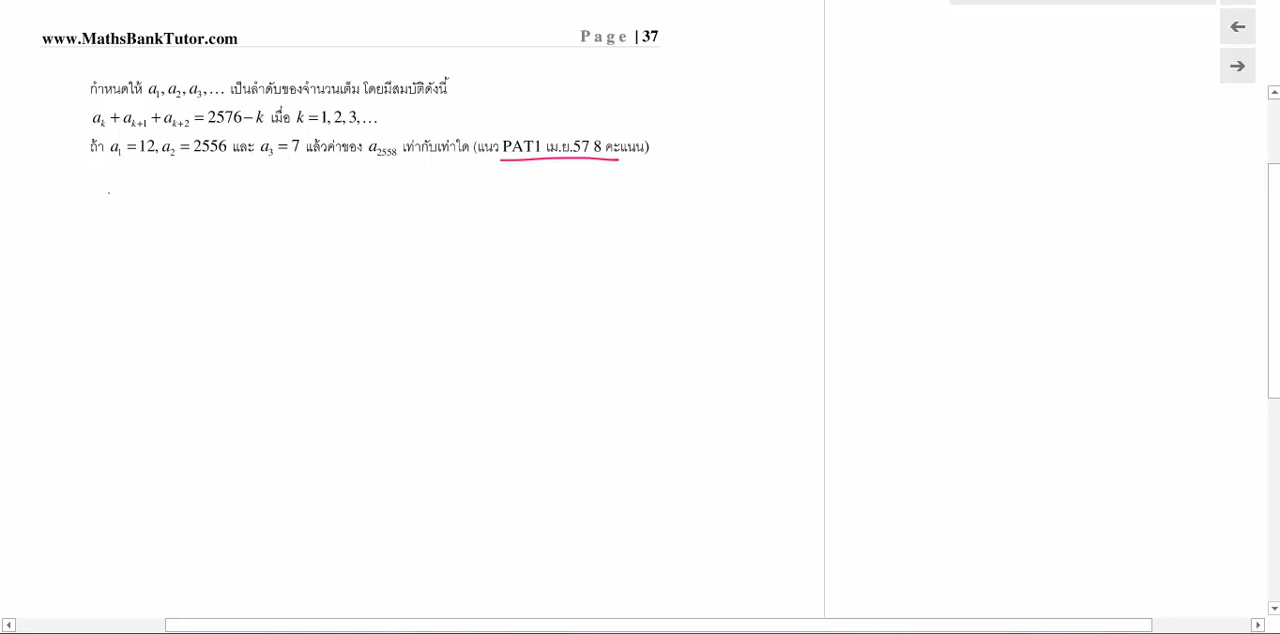 www.MathsBankTutor.com
Page | 37
กำหนดให้ a₁, a₂, a₃, … เป็นลำดับของจำนวนเต็ม โดยมีสมบัติดังนี้
aₖ + aₖ₊₁ + aₖ₊₂ = 2576 − k เมื่อ k = 1, 2, 3, …
ถ้า a₁ = 12, a₂ = 2556 และ a₃ = 7 แล้วค่าของ a₂₅₅₈ เท่ากับเท่าใด (แนว PAT1 เม.ย.57 8 คะแนน)